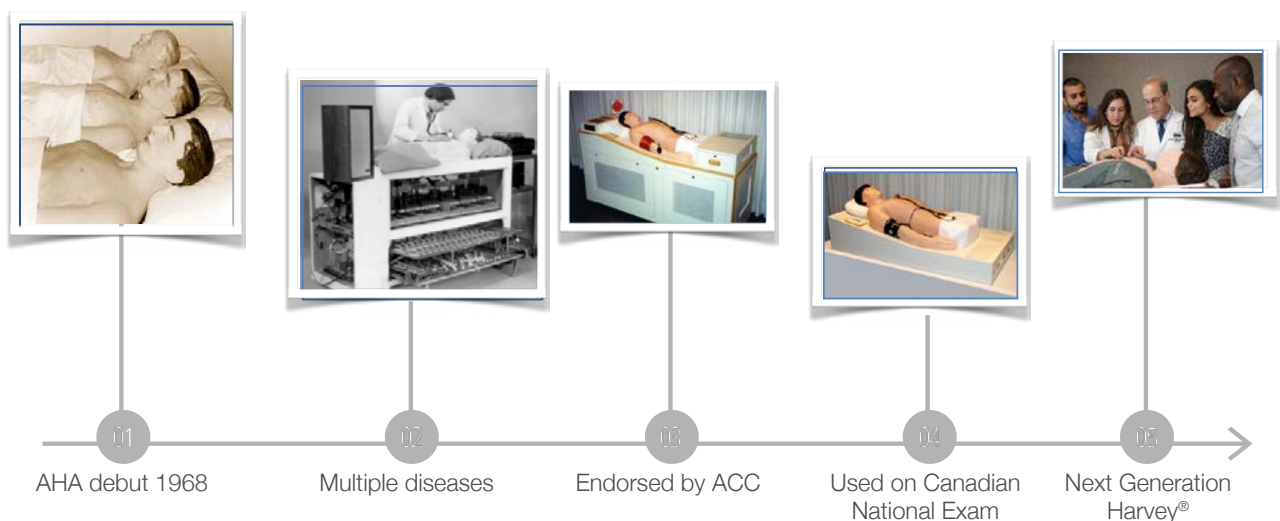 01
02
03
04
05
AHA debut 1968
Multiple diseases
Endorsed by ACC
Used on Canadian
National Exam
Next Generation
Harvey®